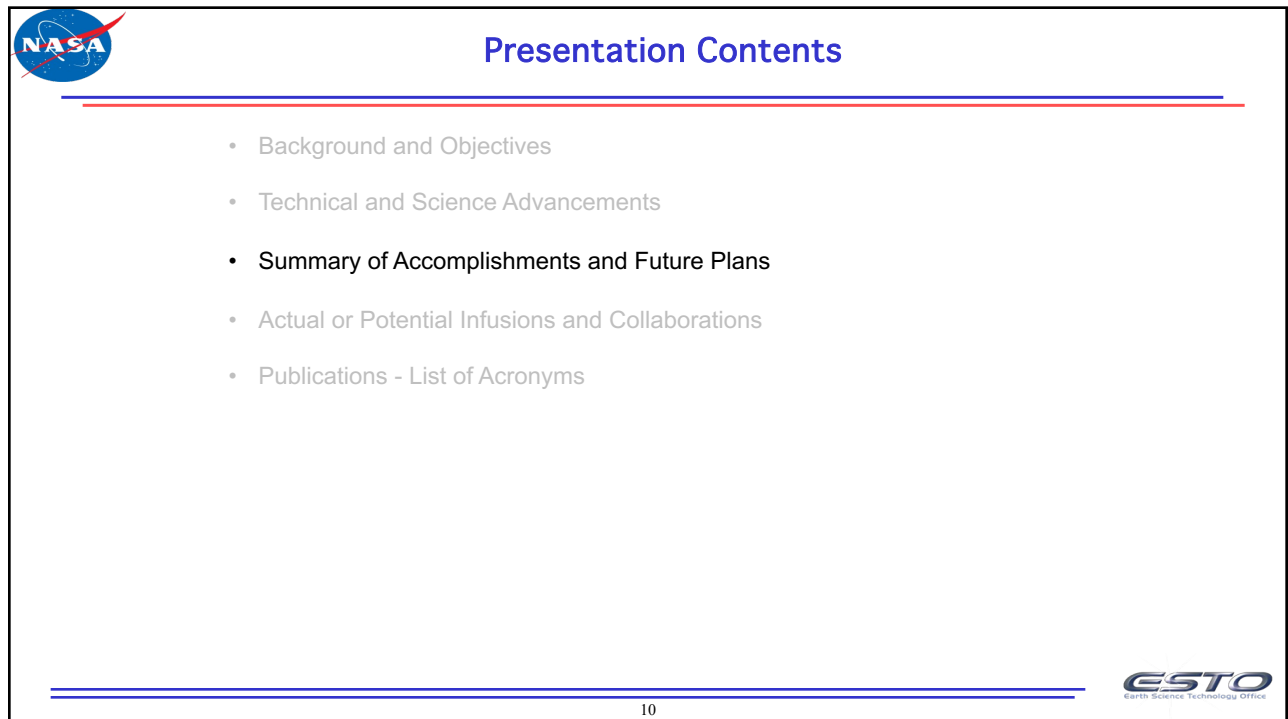 NASA
Presentation Contents
• Background and Objectives
• Technical and Science Advancements
• Summary of Accomplishments and Future Plans
• Actual or Potential Infusions and Collaborations
• Publications - List of Acronyms
ESTO
Earth Science Technology Office
10